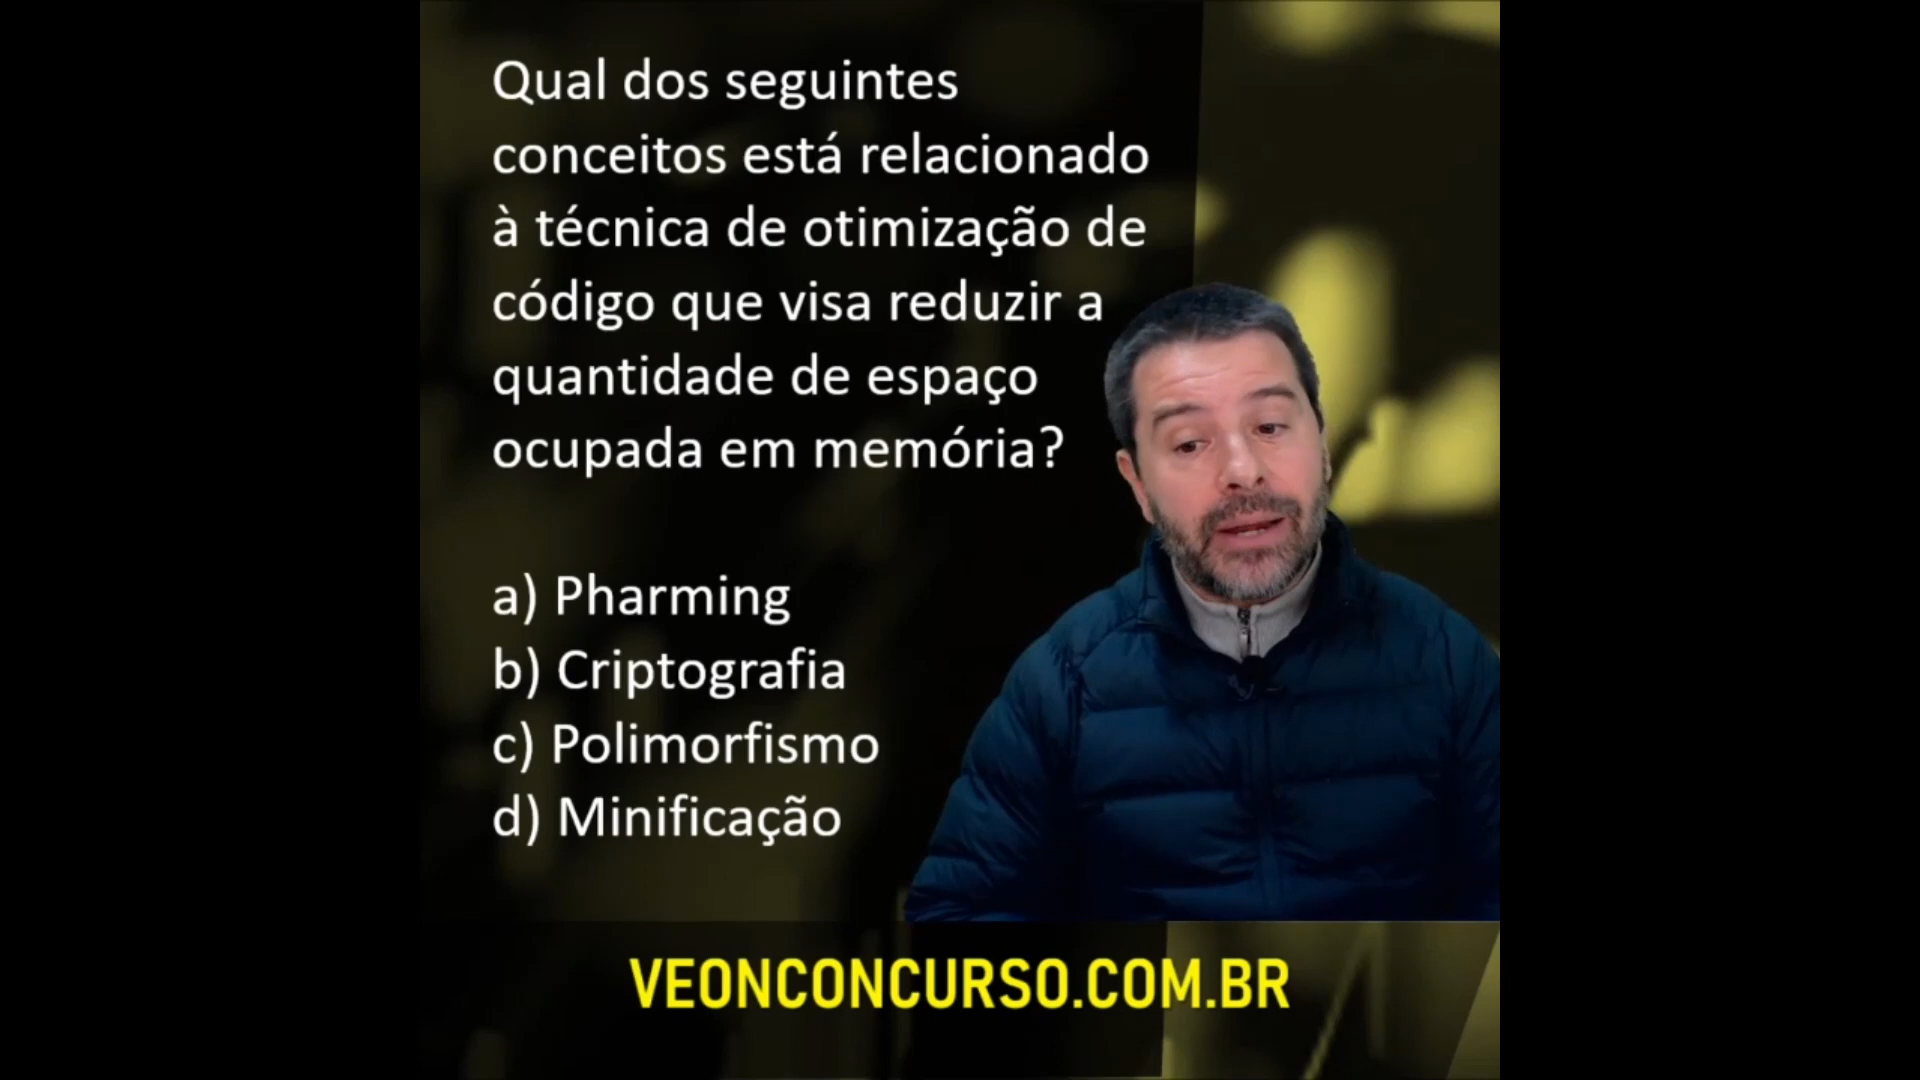 Qual dos seguintes
conceitos está relacionado
à técnica de otimização de
código que visa reduzir a
quantidade de espaço
ocupada em memória?
a) Pharming
b) Criptografia
c) Polimorfismo
d) Minificação
VEONCONCURSO.COM.BR